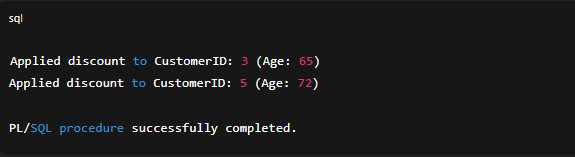 sql
Applied discount to CustomerID: 3 (Age: 65)
Applied discount to CustomerID: 5 (Age: 72)
PL/SQL procedure successfully completed.